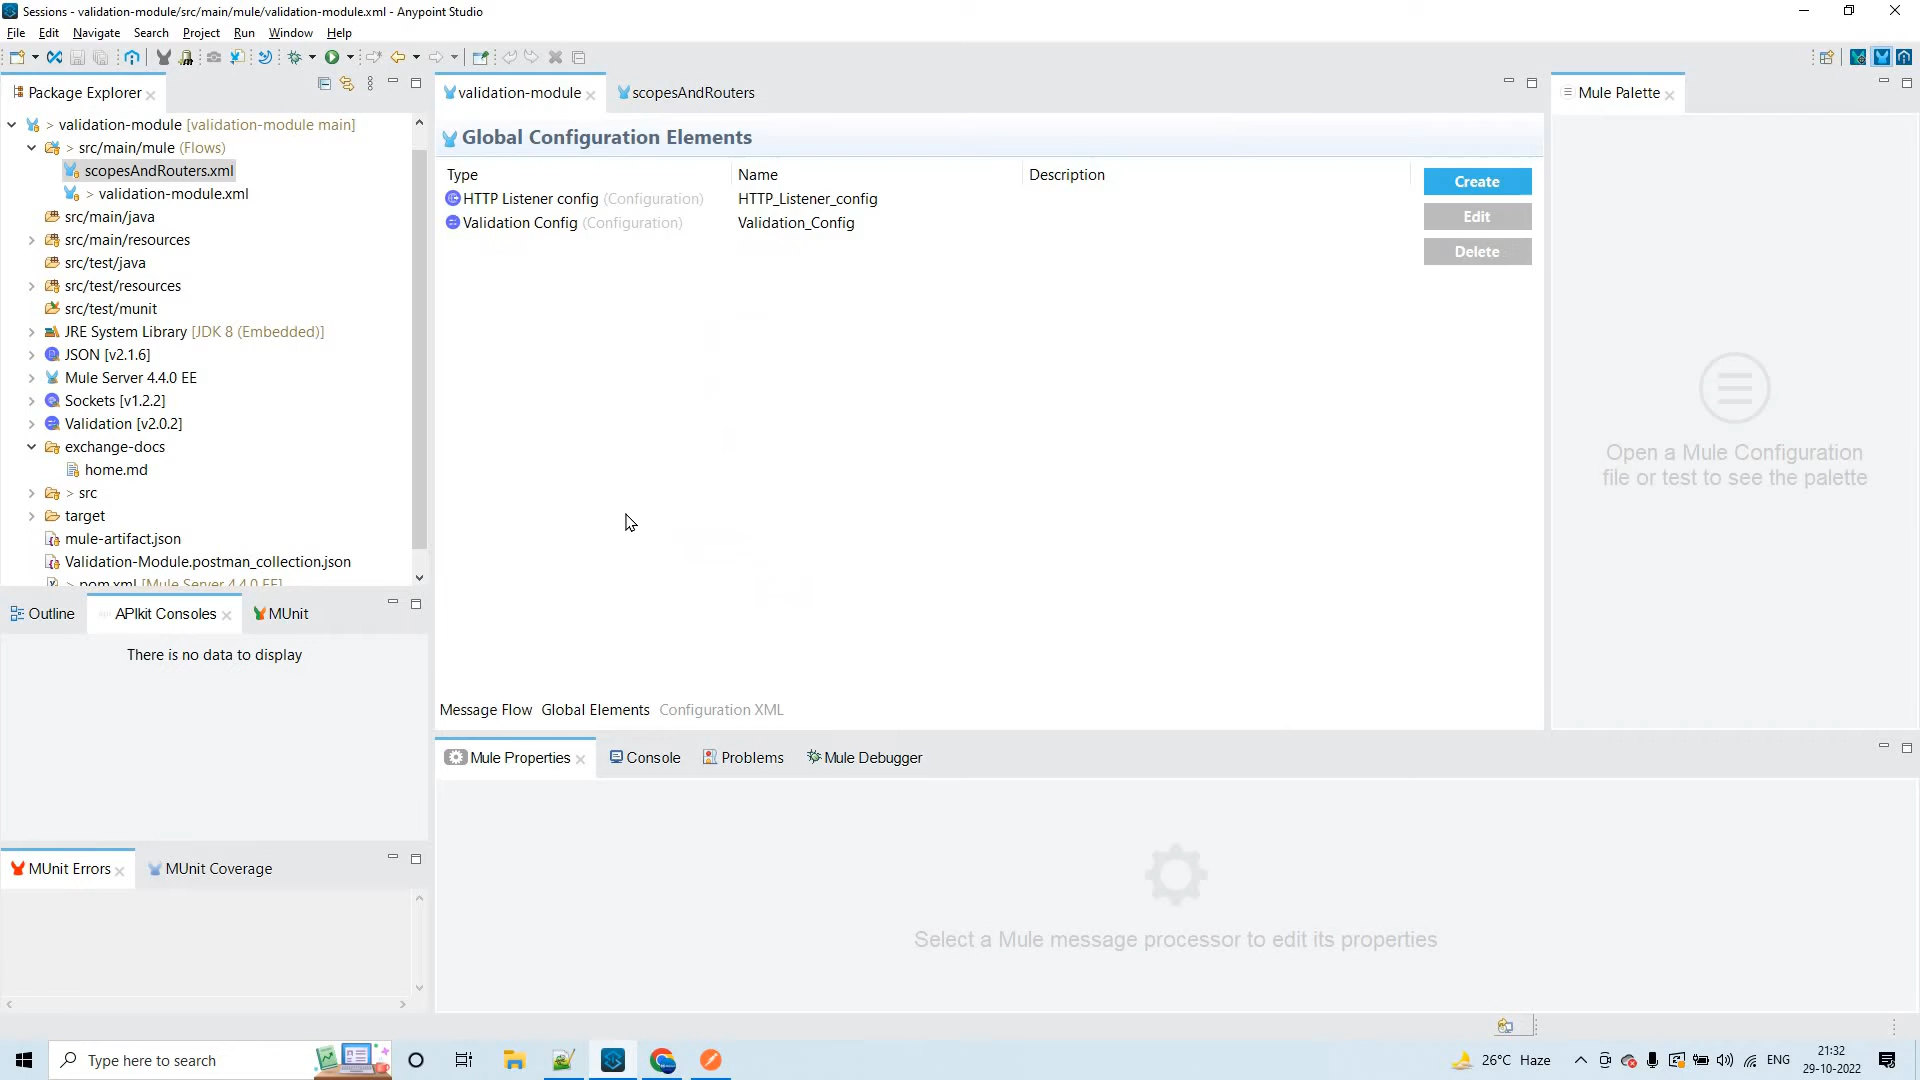 Sessions - validation-module/src/main/mule/validation-module.xml - Anypoint Studio
File Edit Navigate Search Project Run Window Help
Package Explorer
> validation-module [validation-module main]
> src/main/mule (Flows)
scopesAndRouters.xml
> validation-module.xml
src/main/java
src/main/resources
src/test/java
src/test/resources
src/test/munit
JRE System Library [JDK 8 (Embedded)]
JSON [v2.1.6]
Mule Server 4.4.0 EE
Sockets [v1.2.2]
Validation [v2.0.2]
exchange-docs
home.md
> src
target
mule-artifact.json
Validation-Module.postman_collection.json
> pom.xml [Mule Server 4.4.0 EE]
validation-module
scopesAndRouters
Global Configuration Elements
Type Name Description
HTTP Listener config (Configuration) HTTP_Listener_config
Validation Config (Configuration) Validation_Config
Create
Edit
Delete
Message Flow Global Elements Configuration XML
Mule Palette
Open a Mule Configuration
file or test to see the palette
Outline APIkit Consoles MUnit
There is no data to display
MUnit Errors MUnit Coverage
Mule Properties Console Problems Mule Debugger
Select a Mule message processor to edit its properties
Type here to search
26°C Haze
ENG
21:32
29-10-2022